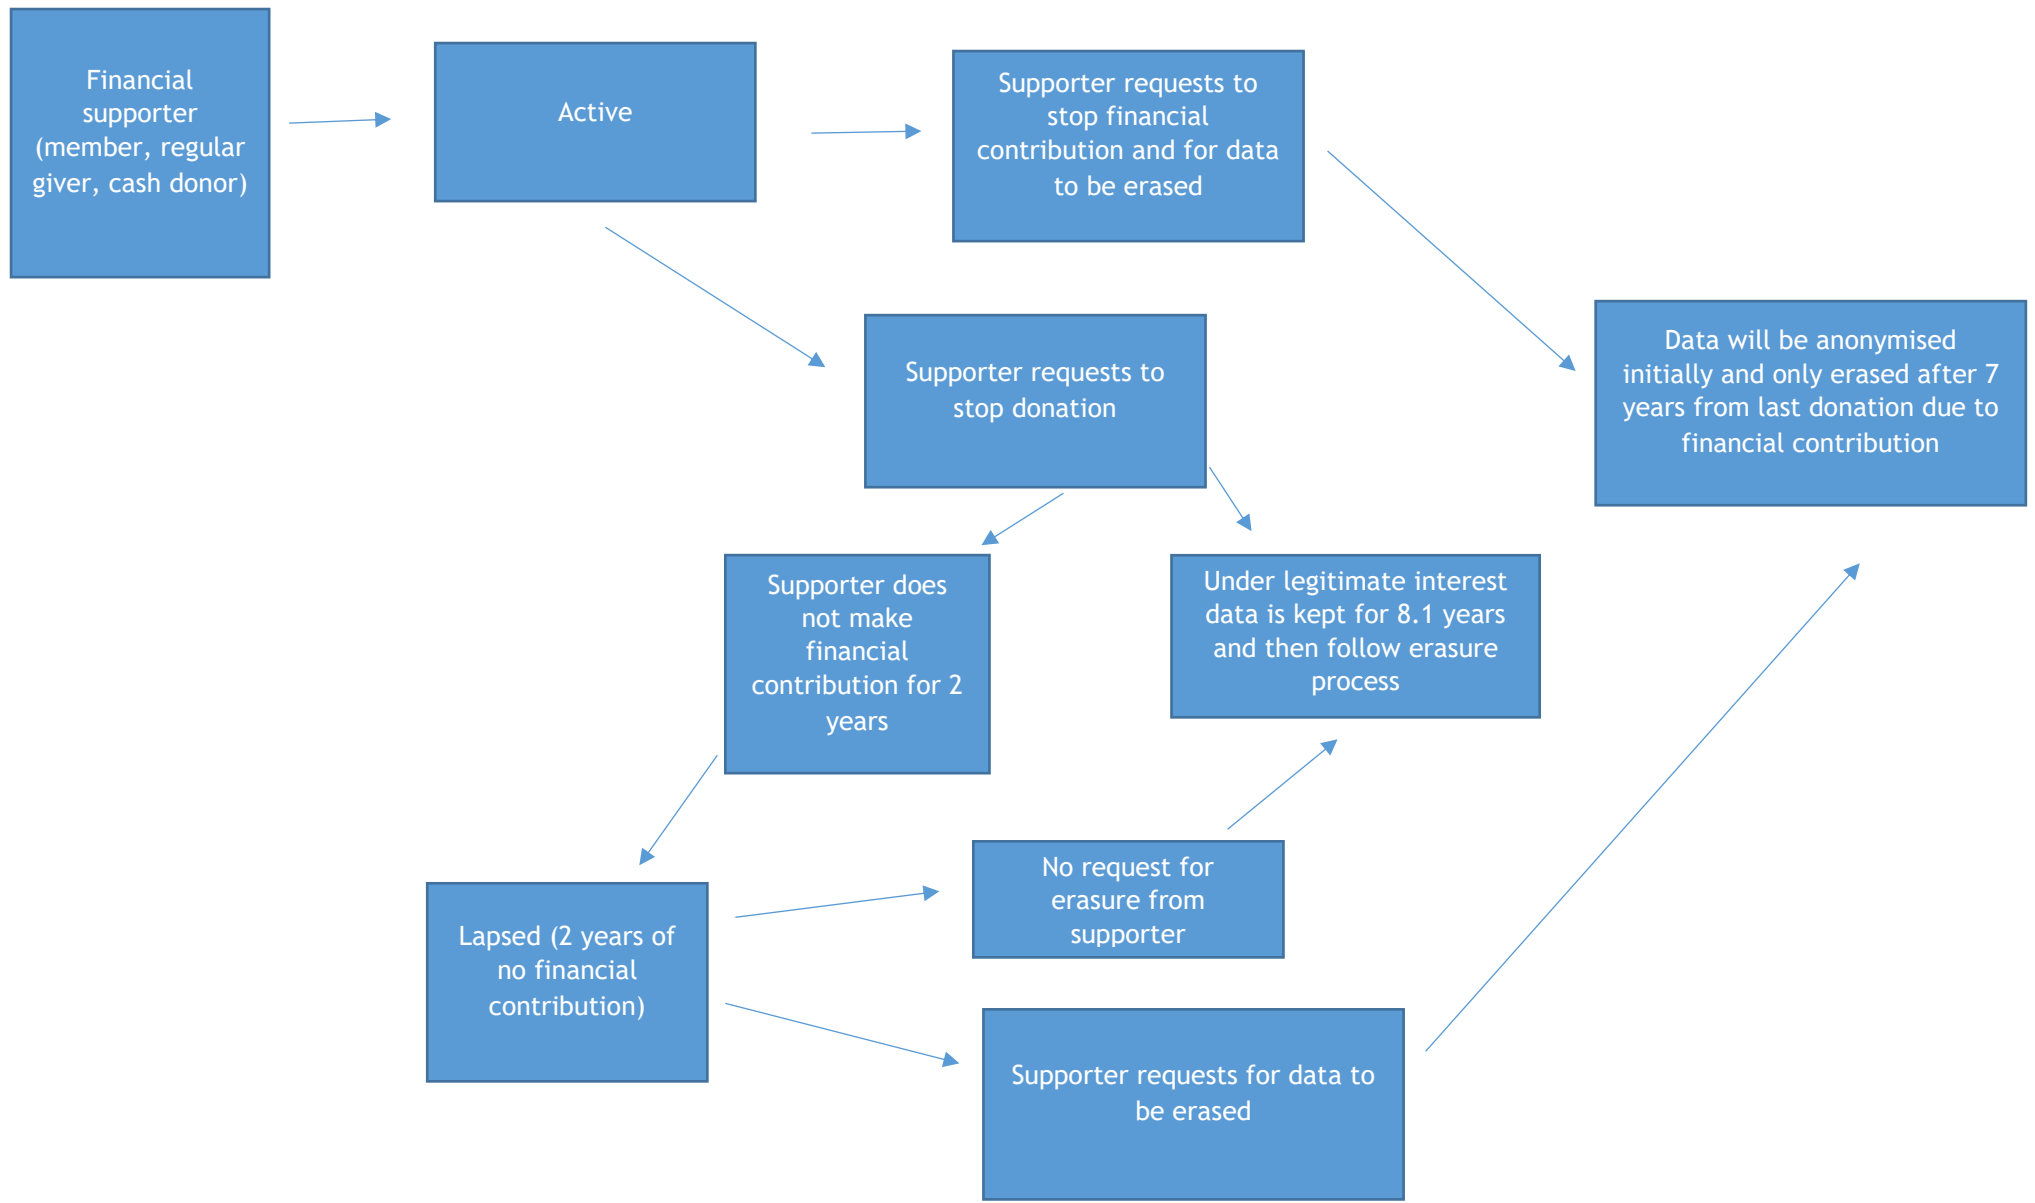 Financial
supporter
(member, regular
giver, cash donor)
Active
Supporter requests to
stop financial
contribution and for data
to be erased
Supporter requests to
stop donation
Data will be anonymised
initially and only erased after 7
years from last donation due to
financial contribution
Supporter does
not make
financial
contribution for 2
years
Under legitimate interest
data is kept for 8.1 years
and then follow erasure
process
Lapsed (2 years of
no financial
contribution)
No request for
erasure from
supporter
Supporter requests for data to
be erased